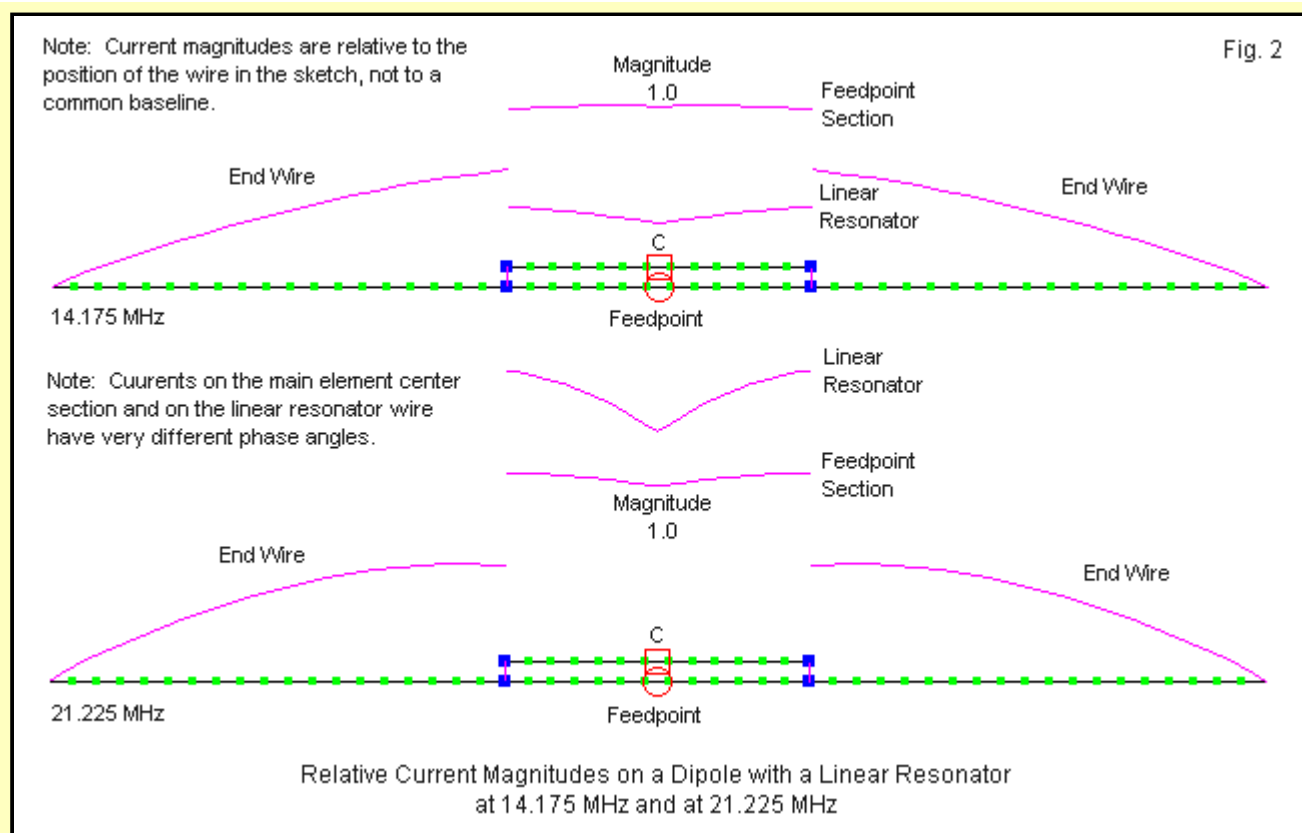 Note: Current magnitudes are relative to the
position of the wire in the sketch, not to a
common baseline.
Fig. 2
Magnitude
1.0
Feedpoint
Section
End Wire
Linear
Resonator
End Wire
C
14.175 MHz
Feedpoint
Note: Cuurents on the main element center
section and on the linear resonator wire
have very different phase angles.
Linear
Resonator
Feedpoint
Section
Magnitude
1.0
End Wire
End Wire
C
21.225 MHz
Feedpoint
Relative Current Magnitudes on a Dipole with a Linear Resonator
at 14.175 MHz and at 21.225 MHz